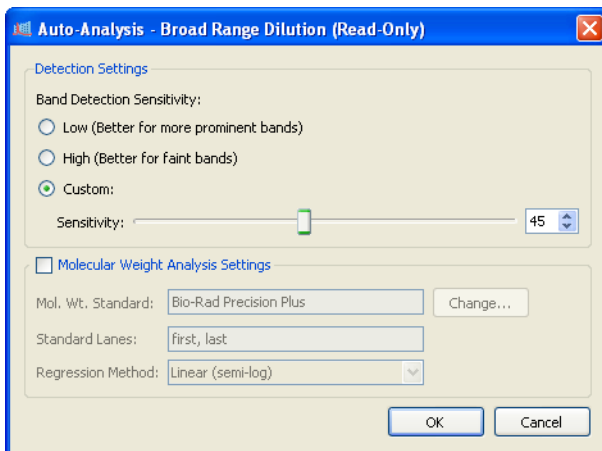 Auto-Analysis - Broad Range Dilution (Read-Only)
Detection Settings
Band Detection Sensitivity:
Low (Better for more prominent bands)
High (Better for faint bands)
Custom:
Sensitivity: 45
Molecular Weight Analysis Settings
Mol. Wt. Standard: Bio-Rad Precision Plus Change...
Standard Lanes: first, last
Regression Method: Linear (semi-log)
OK Cancel